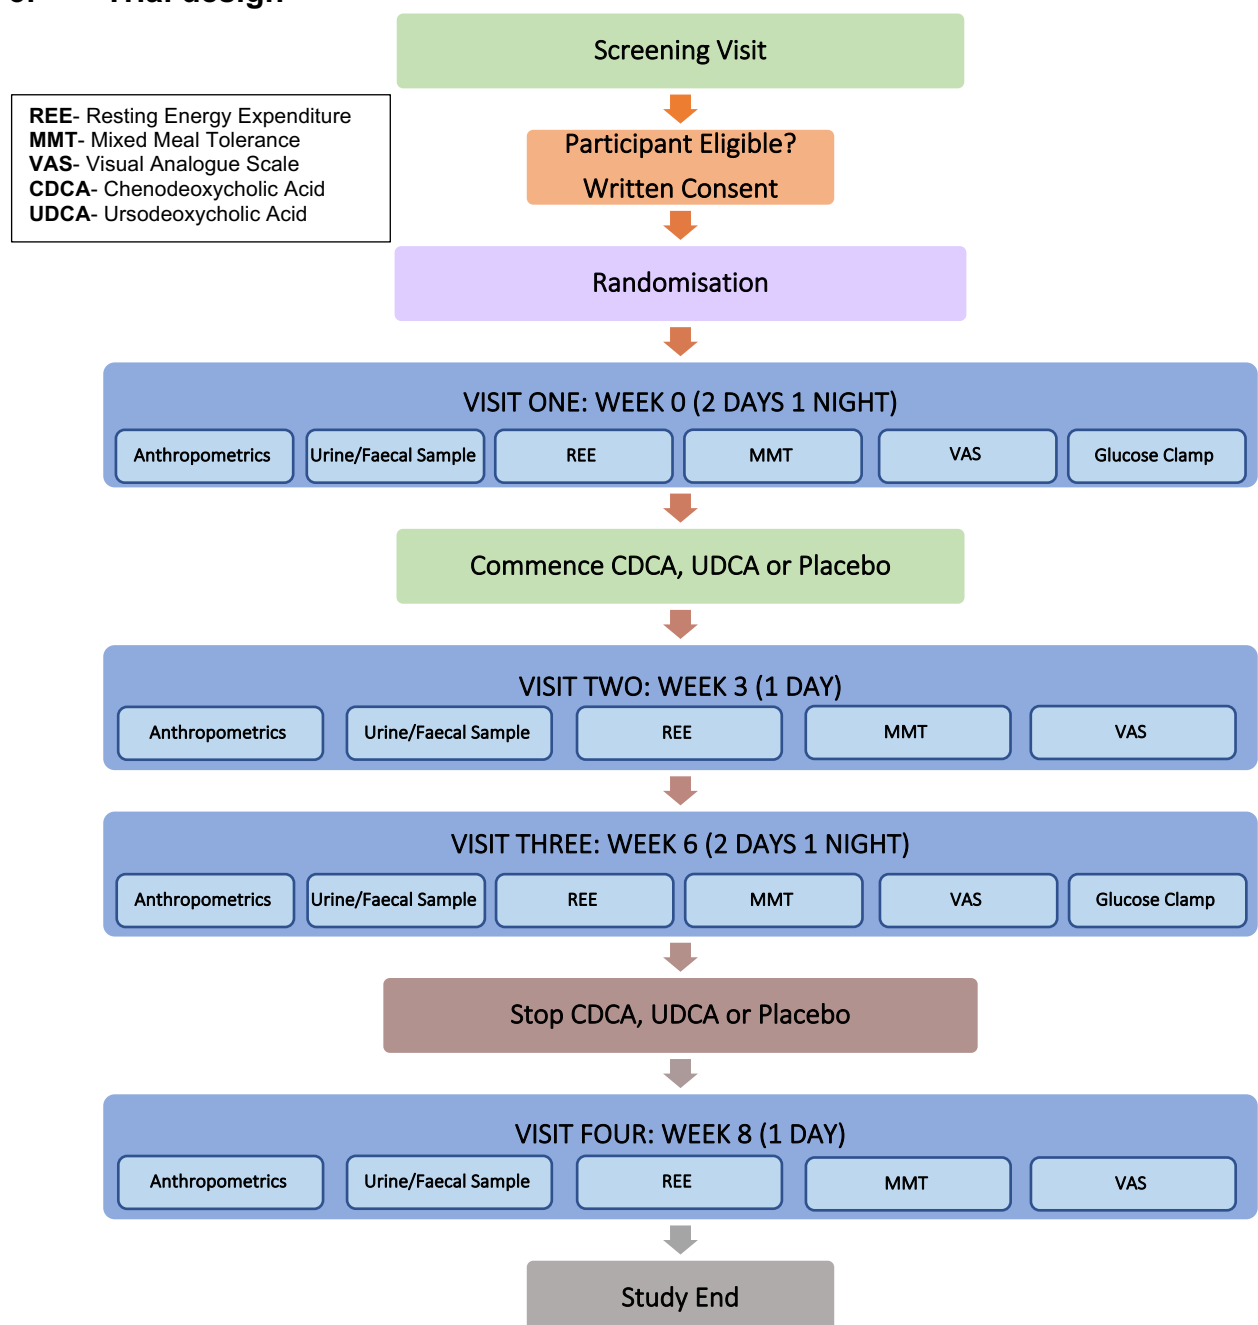 Trial design
Screening Visit
REE- Resting Energy Expenditure
MMT- Mixed Meal Tolerance
VAS- Visual Analogue Scale
CDCA- Chenodeoxycholic Acid
UDCA- Ursodeoxycholic Acid
Participant Eligible?
Written Consent
Randomisation
VISIT ONE: WEEK 0 (2 DAYS 1 NIGHT)
Anthropometrics Urine/Faecal Sample REE MMT VAS Glucose Clamp
Commence CDCA, UDCA or Placebo
VISIT TWO: WEEK 3 (1 DAY)
Anthropometrics Urine/Faecal Sample REE MMT VAS
VISIT THREE: WEEK 6 (2 DAYS 1 NIGHT)
Anthropometrics Urine/Faecal Sample REE MMT VAS Glucose Clamp
Stop CDCA, UDCA or Placebo
VISIT FOUR: WEEK 8 (1 DAY)
Anthropometrics Urine/Faecal Sample REE MMT VAS
Study End